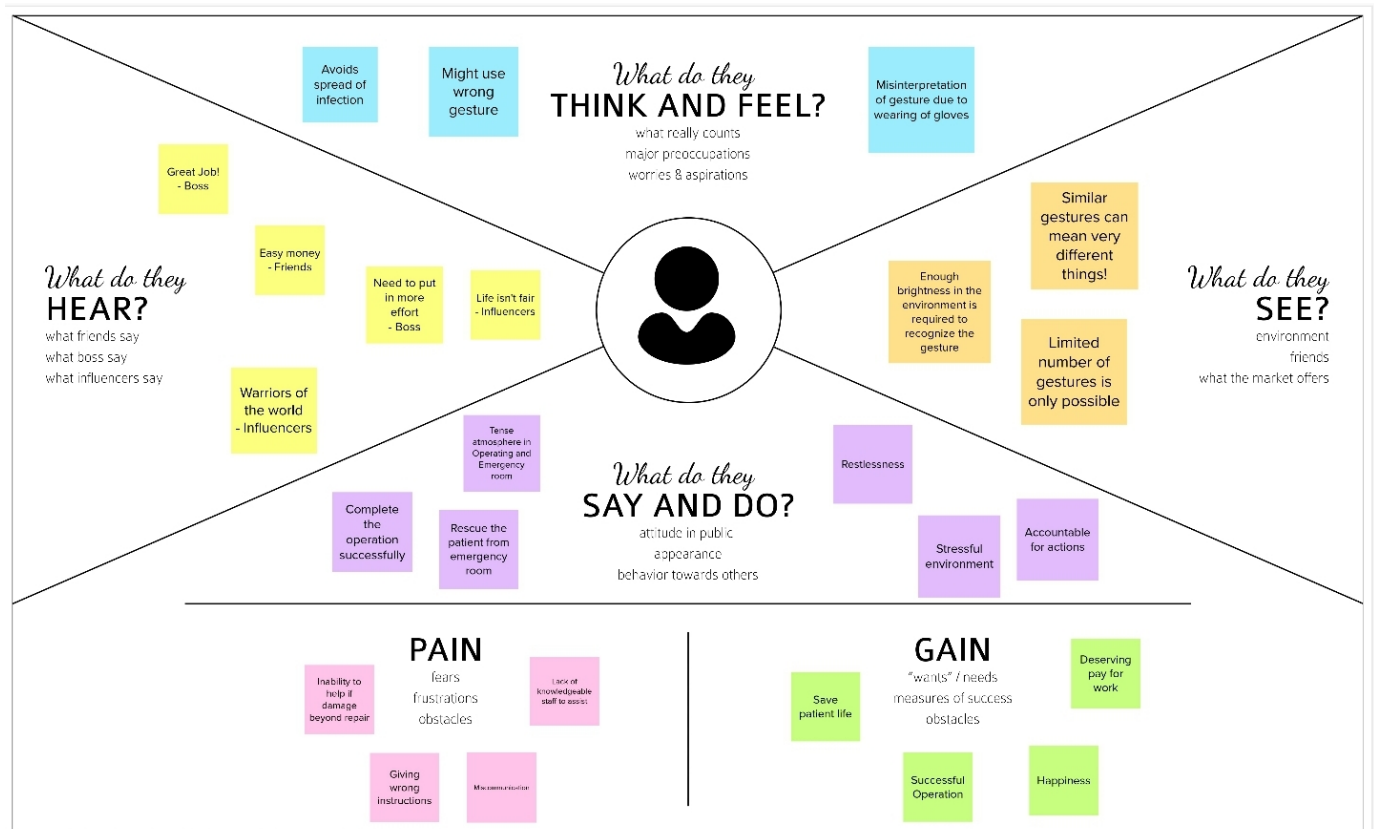 What do they
THINK AND FEEL?
what really counts
major preoccupations
worries & aspirations
Avoids
spread of
infection
Might use
wrong
gesture
Misinterpretation
of gesture due to
wearing of gloves
What do they
HEAR?
what friends say
what boss say
what influencers say
Great Job!
- Boss
Easy money
- Friends
Need to put
in more
effort
- Boss
Life isn't fair
- Influencers
Warriors of
the world
- Influencers
What do they
SEE?
environment
friends
what the market offers
Similar
gestures can
mean very
different
things!
Enough
brightness in the
environment is
required to
recognize the
gesture
Limited
number of
gestures is
only possible
What do they
SAY AND DO?
attitude in public
appearance
behavior towards others
Tense
atmosphere in
Operating and
Emergency
room
Complete
the
operation
successfully
Rescue the
patient from
emergency
room
Restlessness
Stressful
environment
Accountable
for actions
PAIN
fears
frustrations
obstacles
Inability to
help if
damage
beyond repair
Lack of
knowledgeable
staff to assist
Giving
wrong
instructions
Miscommunication
GAIN
"wants" / needs
measures of success
obstacles
Deserving
pay for
work
Save
patient life
Successful
Operation
Happiness